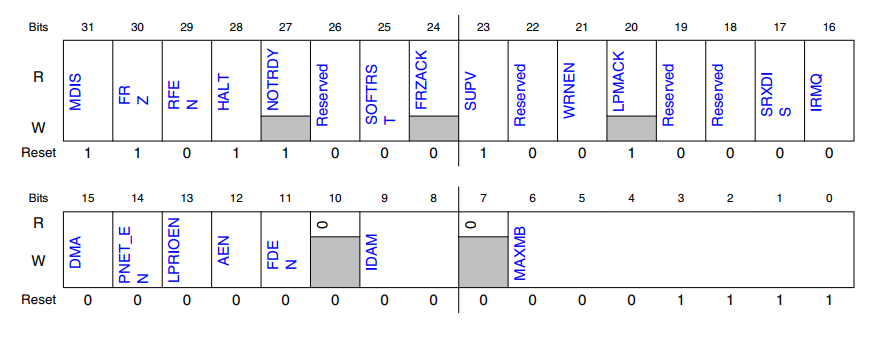 Bits 31 30 29 28 27 26 25 24 23 22 21 20 19 18 17 16
R
W
MDIS
FR
Z
RFE
N
HALT
NOTRDY
Reserved
SOFTRS
T
FRZACK
SUPV
Reserved
WRNEN
LPMACK
Reserved
Reserved
SRXDI
S
IRMQ
Reset 1 1 0 1 1 0 0 0 1 0 0 1 0 0 0 0
Bits 15 14 13 12 11 10 9 8 7 6 5 4 3 2 1 0
R
W
DMA
PNET_E
N
LPRIOEN
AEN
FDE
N
0
IDAM
0
MAXMB
Reset 0 0 0 0 0 0 0 0 0 0 0 0 1 1 1 1